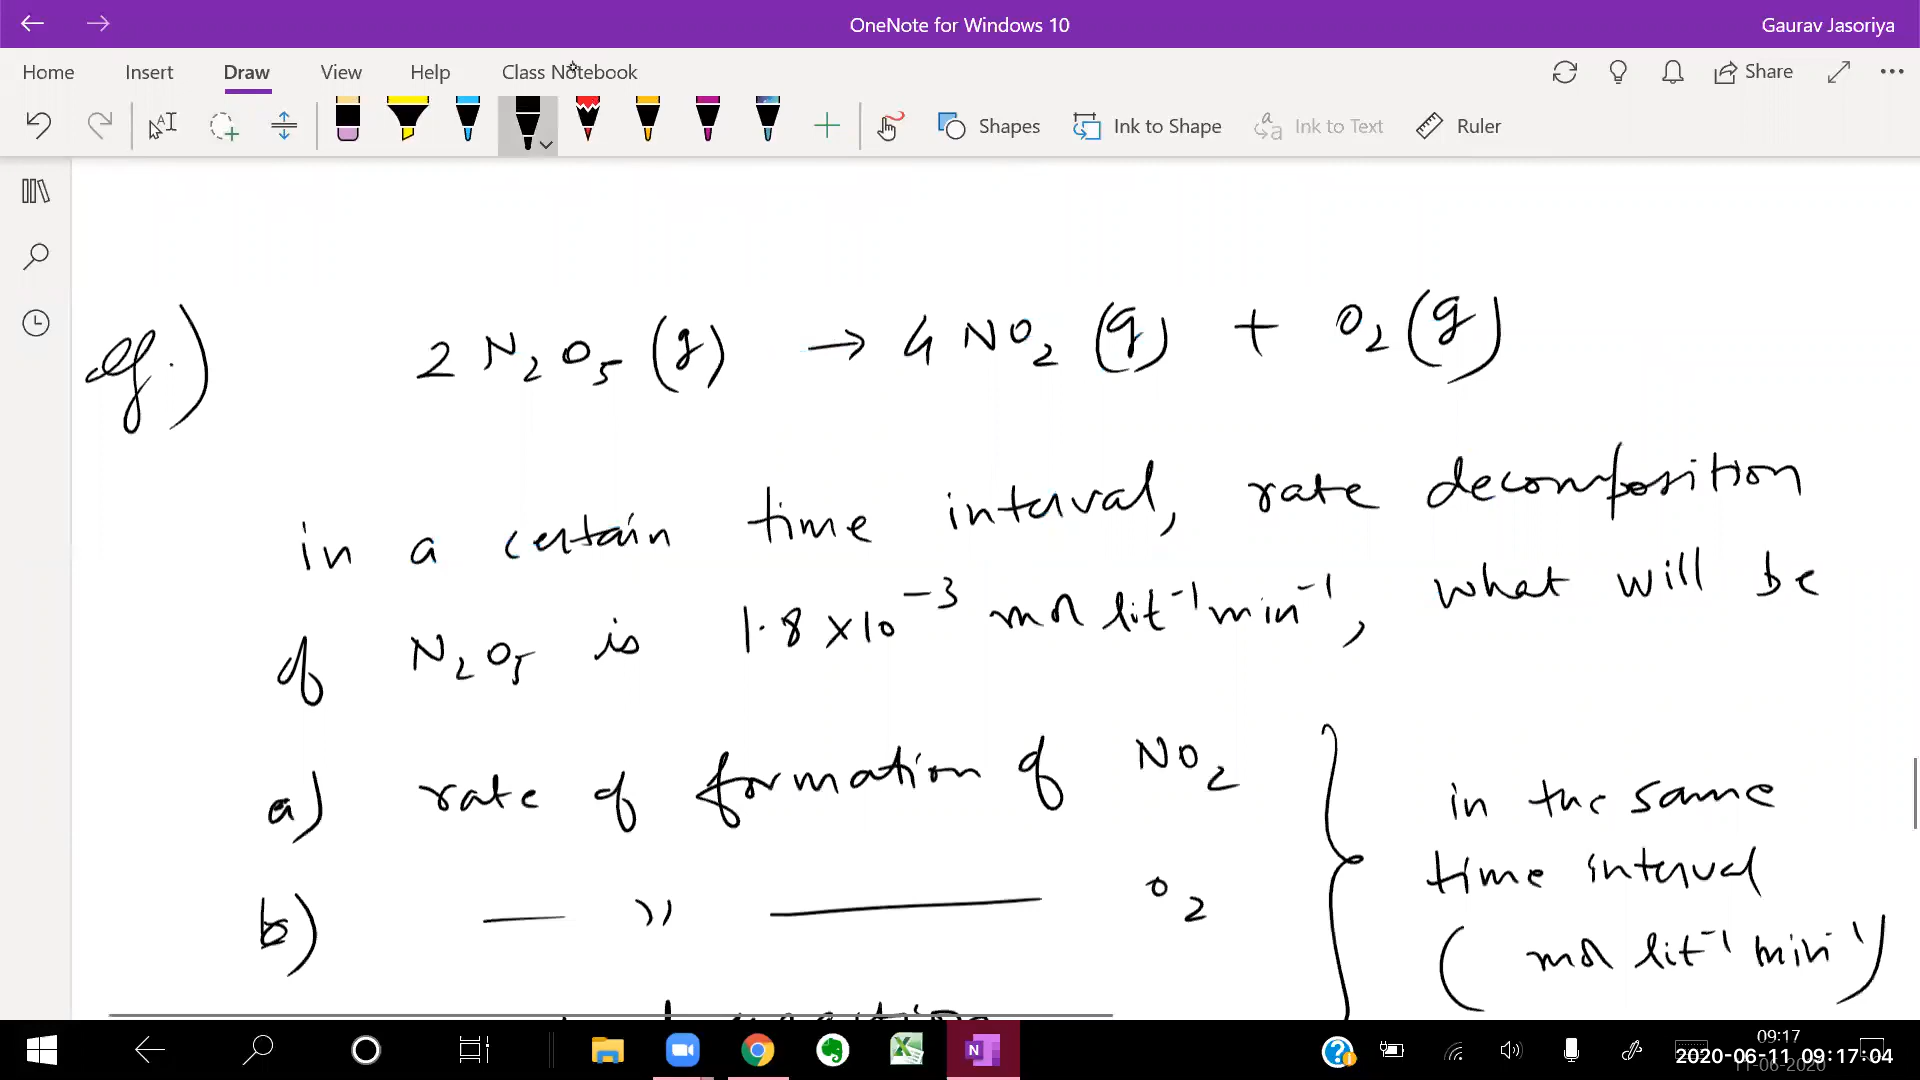 OneNote for Windows 10
Gaurav Jasoriya
Home Insert Draw View Help Class Notebook Share
Shapes Ink to Shape Ink to Text Ruler
eg.) 2 N₂O₅ (g) → 4 NO₂ (g) + O₂ (g)
in a certain time interval, rate decomposition
of N₂O₅ is 1.8 × 10⁻³ mol lit⁻¹ min⁻¹, what will be
a) rate of formation of NO₂
b) — ,, — O₂
in the same
time interval
(mol lit⁻¹ min⁻¹)
09:17
2020-06-11 09:17:04
11-06-2020